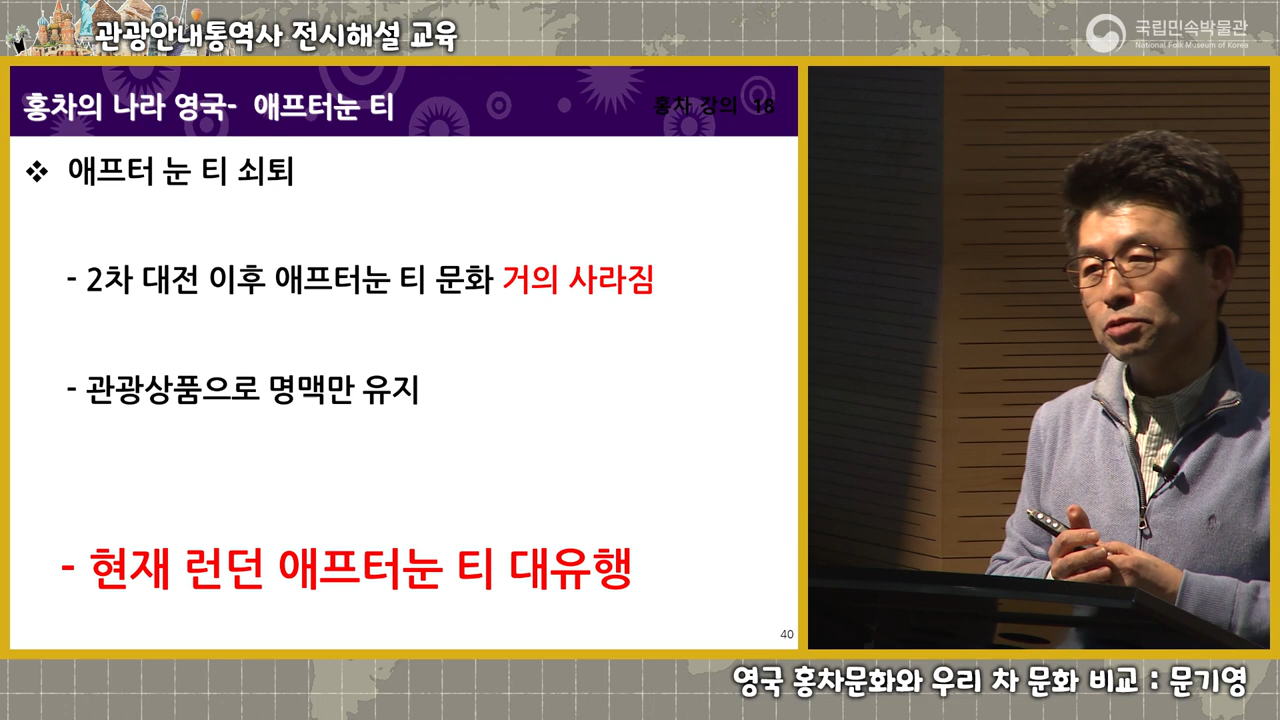 관광안내통역사 전시해설 교육
국립민속박물관
National Folk Museum of Korea
홍차의 나라 영국- 애프터눈 티
홍차 강의 18
❖ 애프터 눈 티 쇠퇴
- 2차 대전 이후 애프터눈 티 문화 거의 사라짐
- 관광상품으로 명맥만 유지
- 현재 런던 애프터눈 티 대유행
40
영국 홍차문화와 우리 차 문화 비교 : 문기영